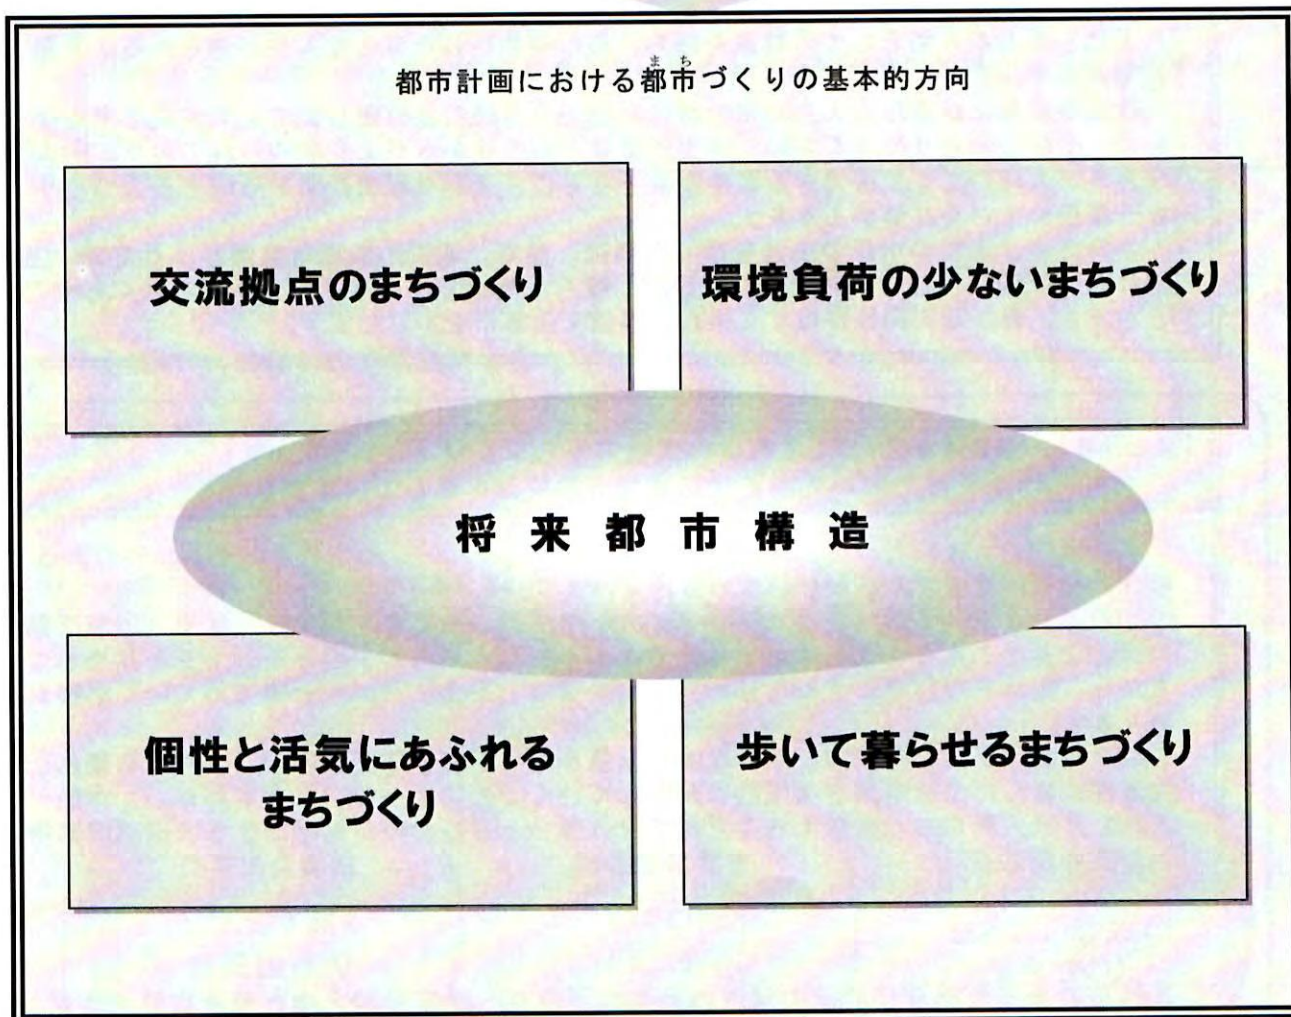 都市計画における都市づくりの基本的方向
交流拠点のまちづくり
環境負荷の少ないまちづくり
将来都市構造
個性と活気にあふれる
まちづくり
歩いて暮らせるまちづくり